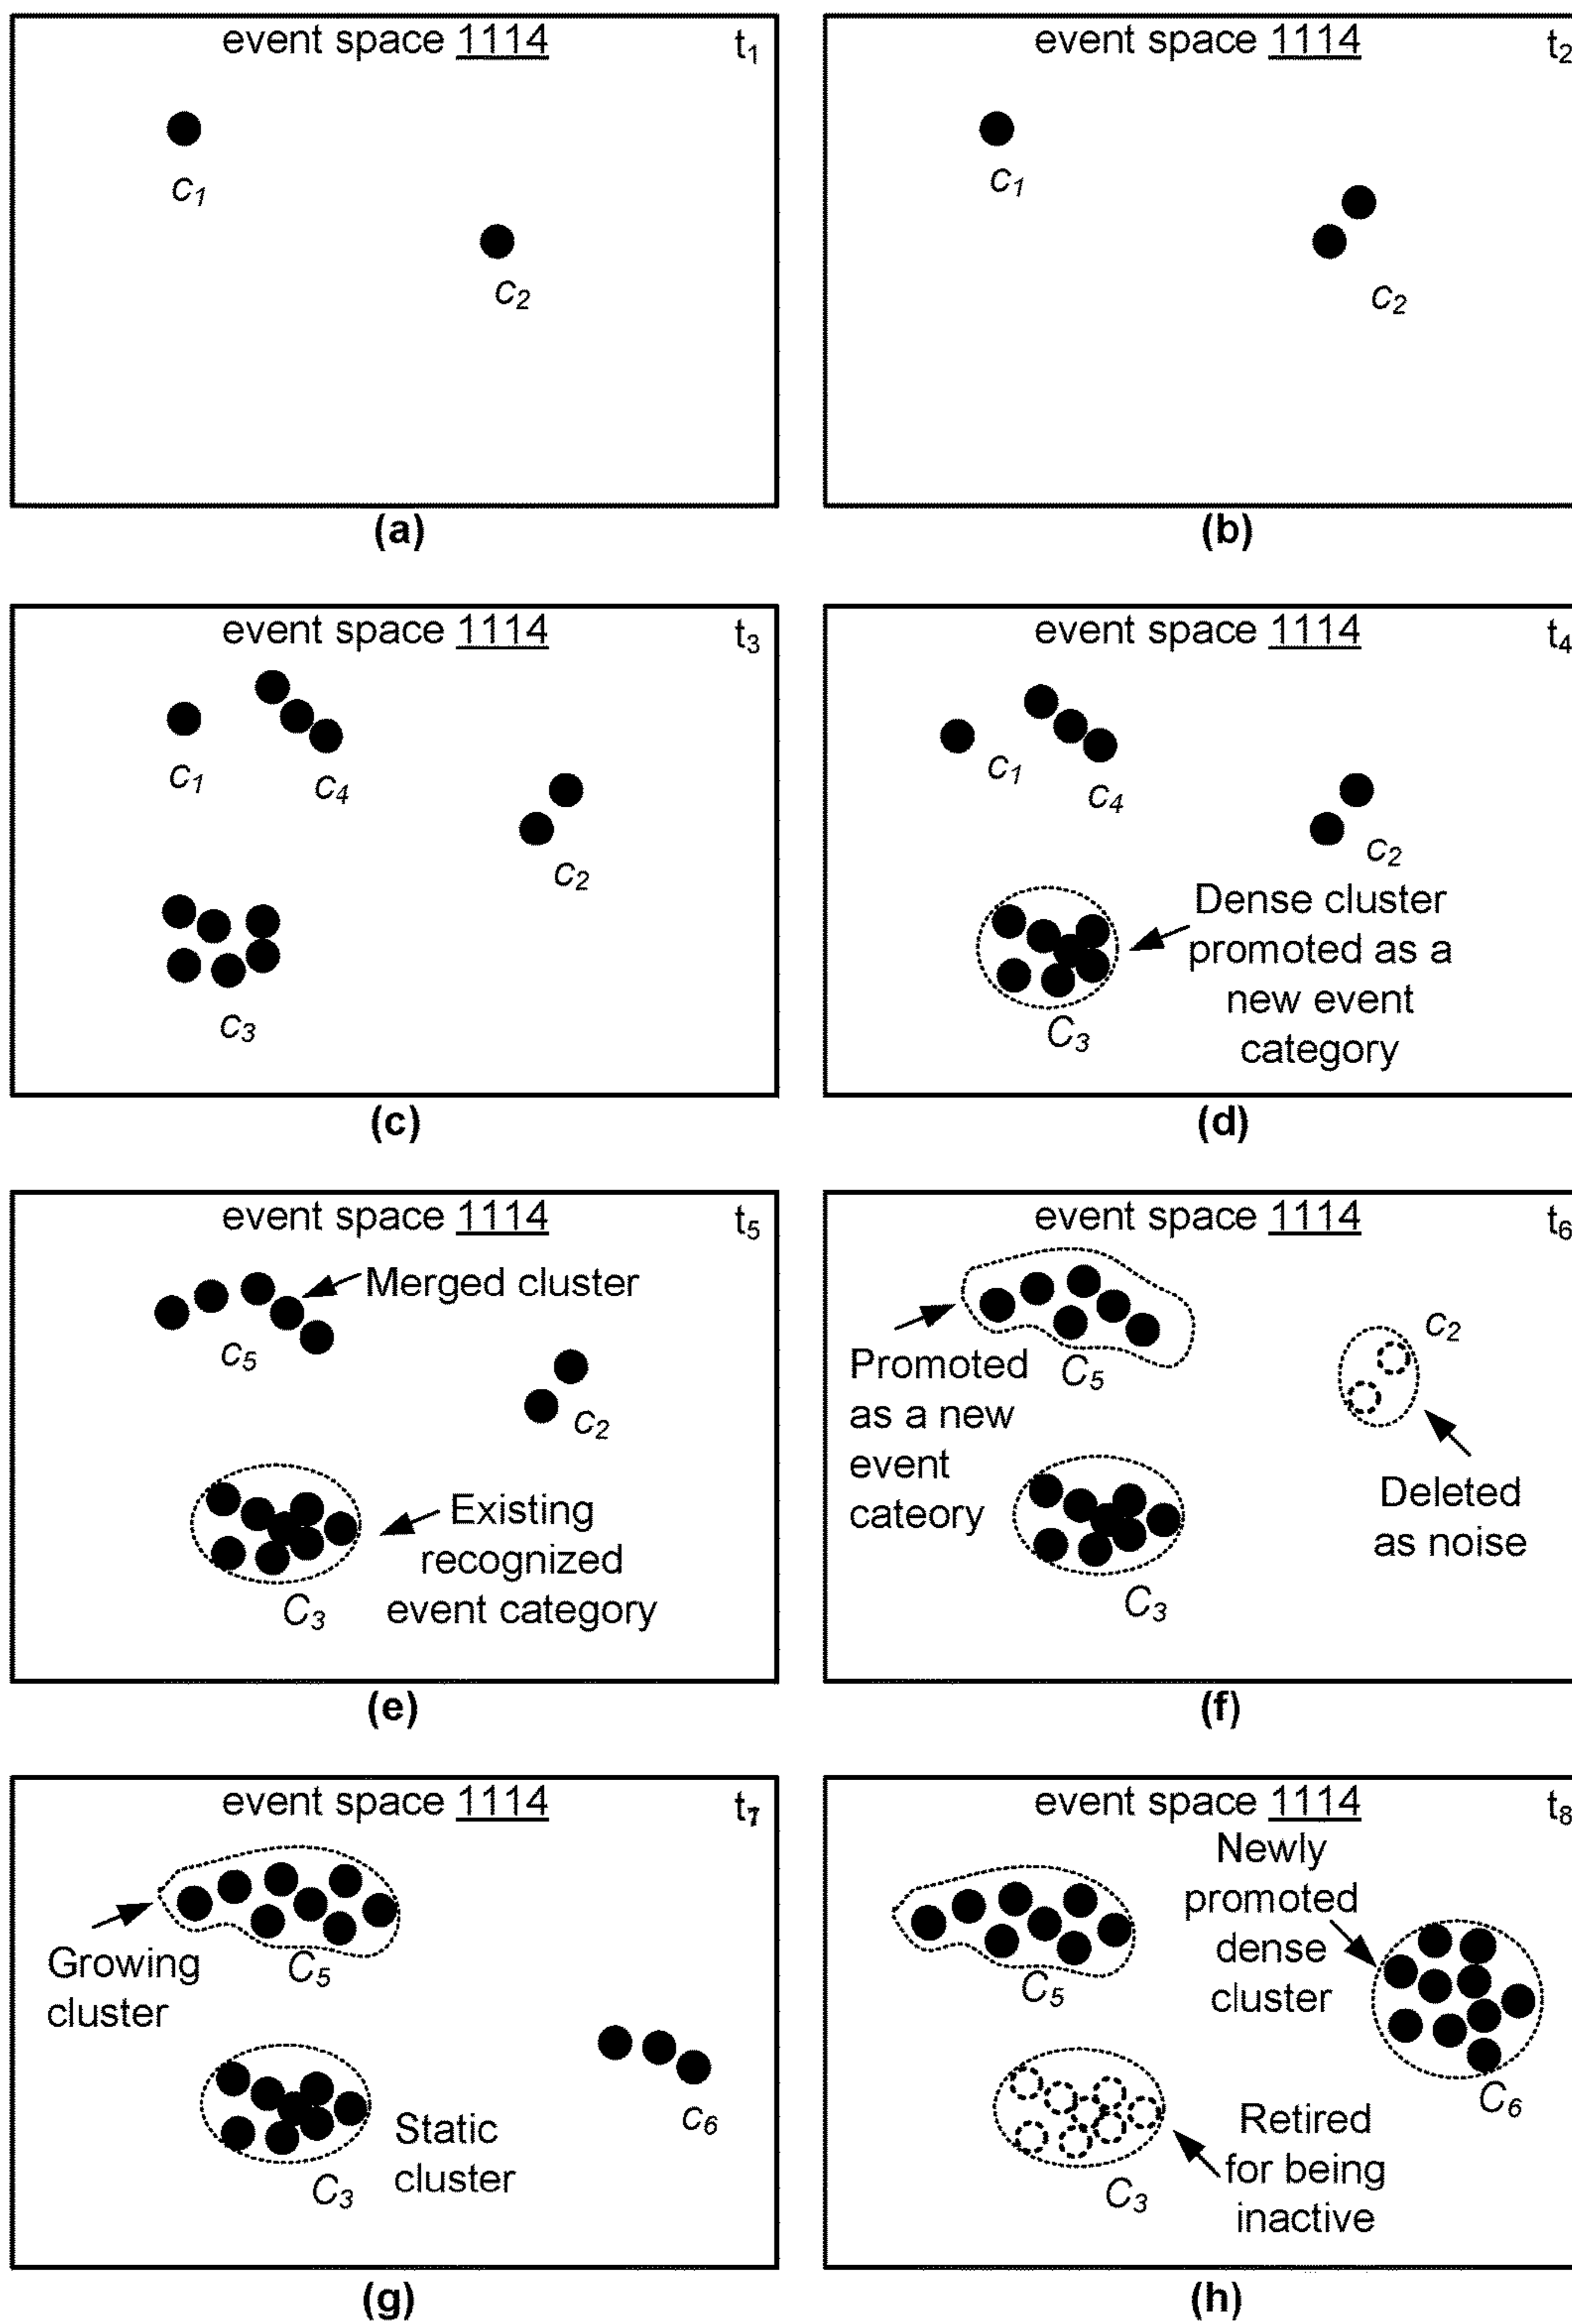 event space 1114 t1
c1
c2
(a)
event space 1114 t2
c1
c2
(b)
event space 1114 t3
c1
c4
c2
c3
(c)
event space 1114 t4
c1
c4
c2
Dense cluster
promoted as a
new event
category
C3
(d)
event space 1114 t5
Merged cluster
c5
c2
Existing
recognized
event category
C3
(e)
event space 1114 t6
c2
Promoted
as a new
event
cateory
C5
Deleted
as noise
C3
(f)
event space 1114 t7
Growing
cluster
C5
c6
Static
cluster
C3
(g)
event space 1114 t8
Newly
promoted
dense
cluster
C5
C6
Retired
for being
inactive
C3
(h)